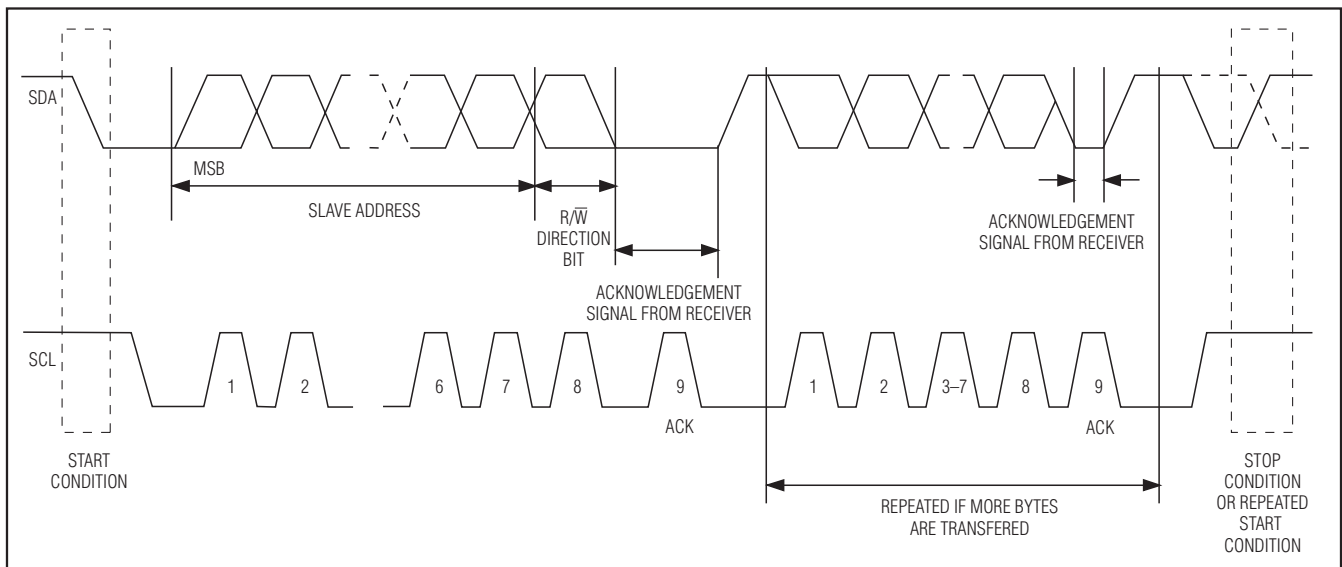 SDA
MSB
SLAVE ADDRESS
R/W̅
DIRECTION
BIT
ACKNOWLEDGEMENT
SIGNAL FROM RECEIVER
ACKNOWLEDGEMENT
SIGNAL FROM RECEIVER
SCL
1 2 6 7 8 9 1 2 3–7 8 9
ACK ACK
START
CONDITION
REPEATED IF MORE BYTES
ARE TRANSFERED
STOP
CONDITION
OR REPEATED
START
CONDITION